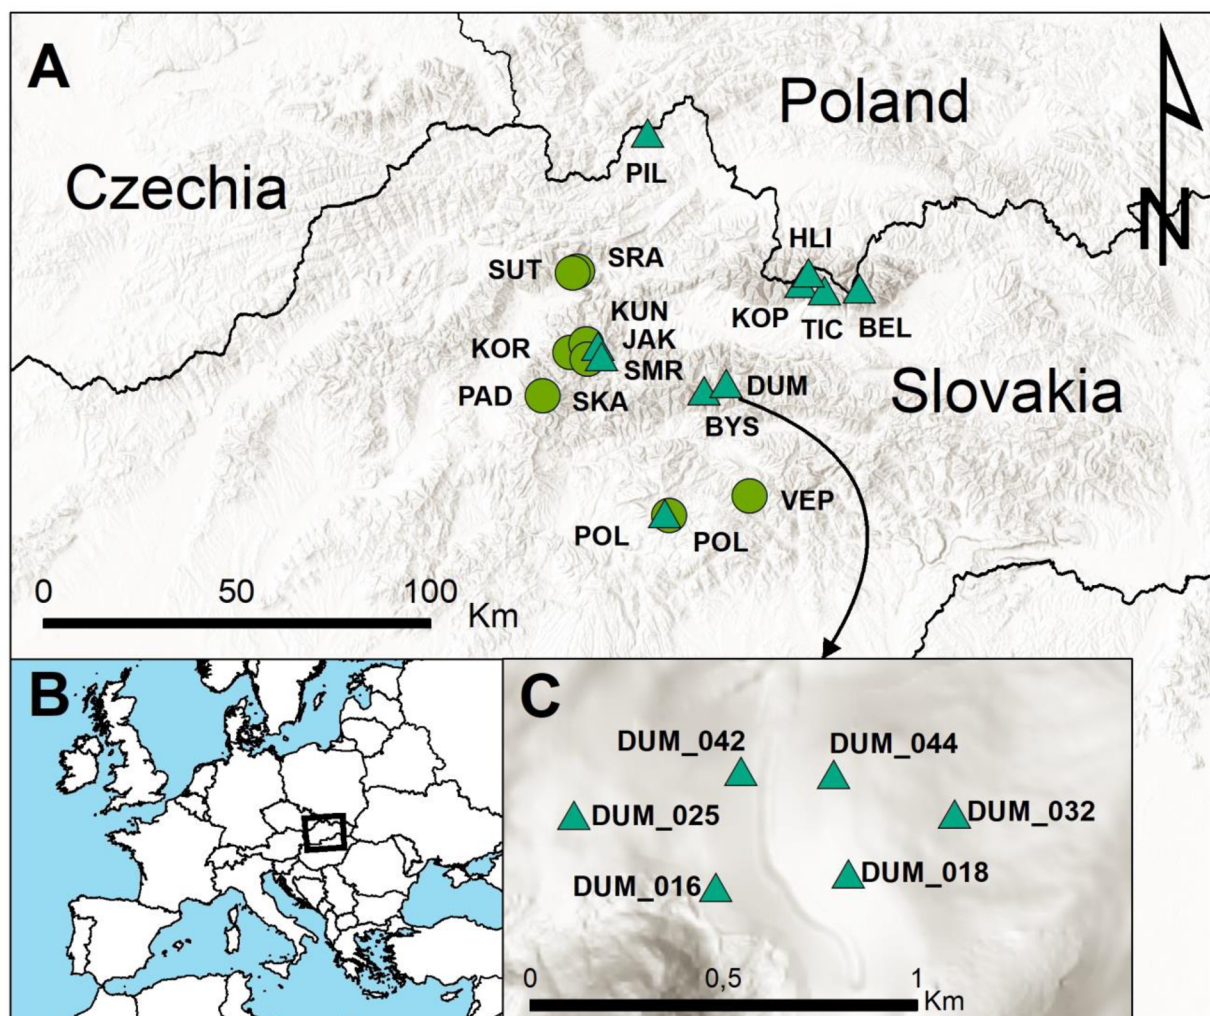 A
Poland
Czechia
PIL
N
HLI
SUT
SRA
KUN
KOP
TIC
BEL
KOR
JAK
SMR
PAD
SKA
DUM
Slovakia
BYS
VEP
POL
POL
0 50 100
Km
B
C
DUM_042
DUM_044
DUM_025
DUM_032
DUM_016
DUM_018
0 0,5 1
Km